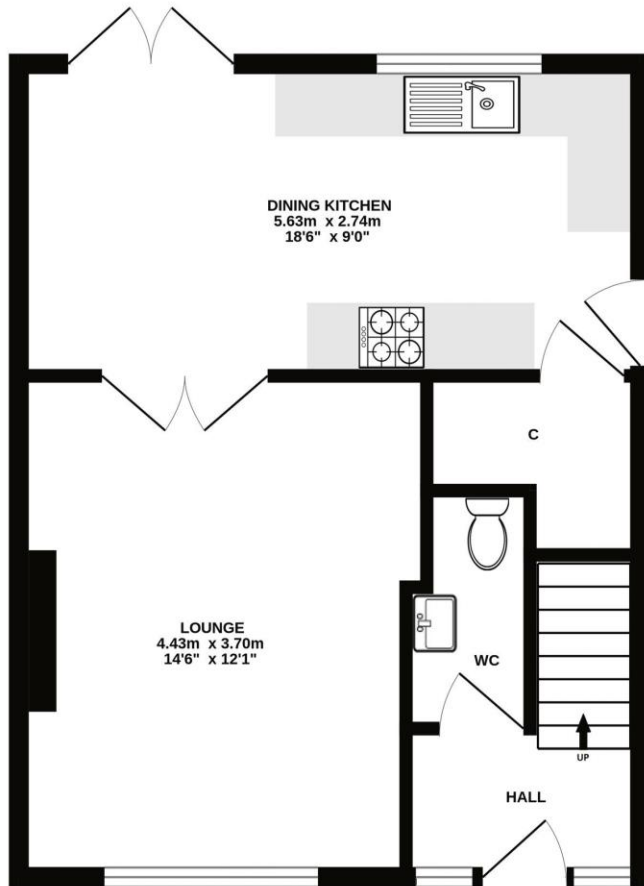 DINING KITCHEN
5.63m x 2.74m
18'6" x 9'0"
C
LOUNGE
4.43m x 3.70m
14'6" x 12'1"
WC
UP
HALL